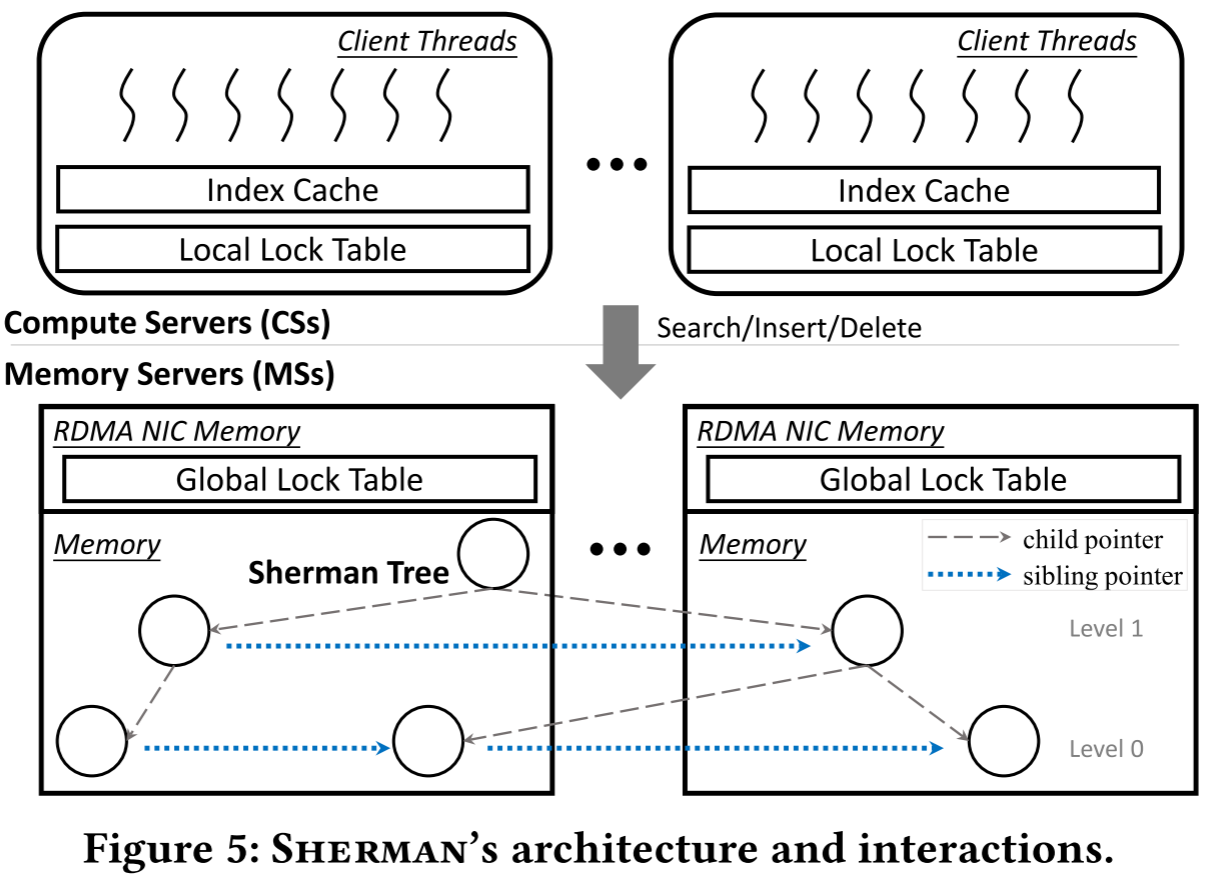 Client Threads
Index Cache
Local Lock Table
Client Threads
Index Cache
Local Lock Table
•••
Compute Servers (CSs)
Search/Insert/Delete
Memory Servers (MSs)
RDMA NIC Memory
Global Lock Table
Memory
Sherman Tree
•••
RDMA NIC Memory
Global Lock Table
Memory
child pointer
sibling pointer
Level 1
Level 0
Figure 5: SHERMAN's architecture and interactions.